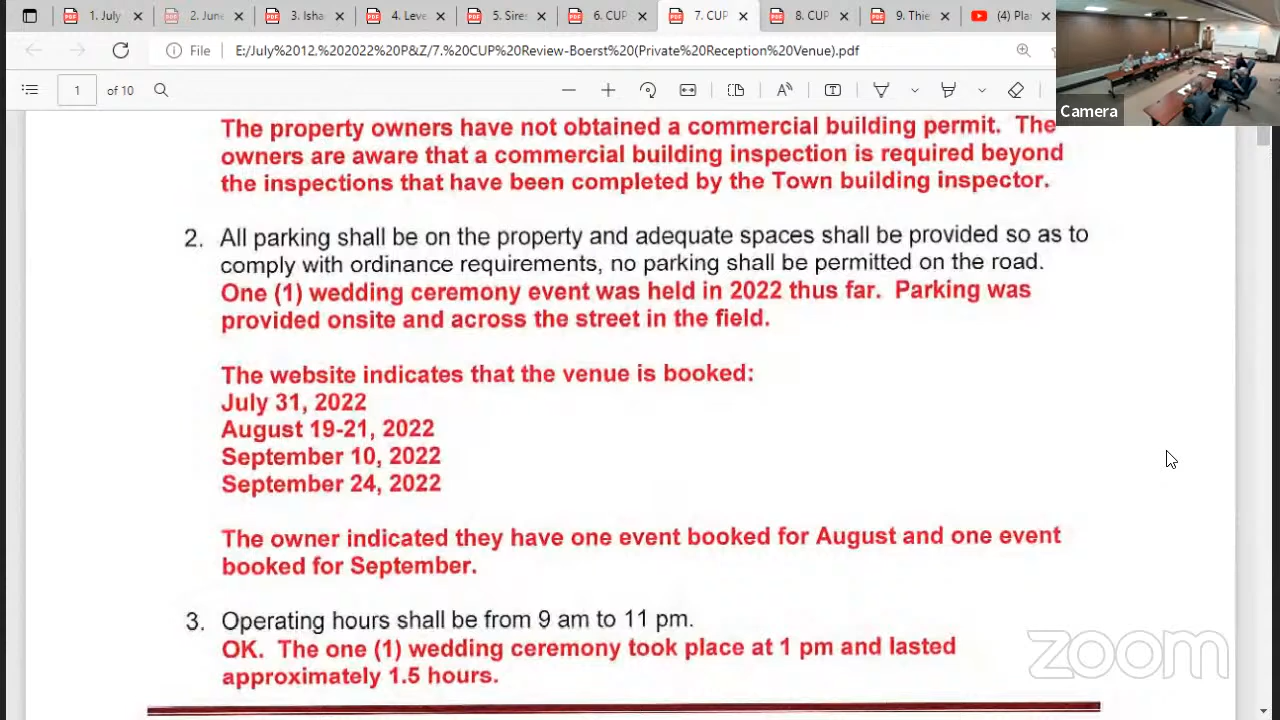 1. July
2. June
3. Isha
4. Leve
5. Sires
6. CUP
7. CUP
8. CUP
9. Thie
(4) Pla
File
E:/July%2012.%202022%20P&Z/7.%20CUP%20Review-Boerst%20(Private%20Reception%20Venue).pdf
1 of 10
Camera
The property owners have not obtained a commercial building permit. The
owners are aware that a commercial building inspection is required beyond
the inspections that have been completed by the Town building inspector.
2. All parking shall be on the property and adequate spaces shall be provided so as to
comply with ordinance requirements, no parking shall be permitted on the road.
One (1) wedding ceremony event was held in 2022 thus far. Parking was
provided onsite and across the street in the field.
The website indicates that the venue is booked:
July 31, 2022
August 19-21, 2022
September 10, 2022
September 24, 2022
The owner indicated they have one event booked for August and one event
booked for September.
3. Operating hours shall be from 9 am to 11 pm.
OK. The one (1) wedding ceremony took place at 1 pm and lasted
approximately 1.5 hours.
zoom